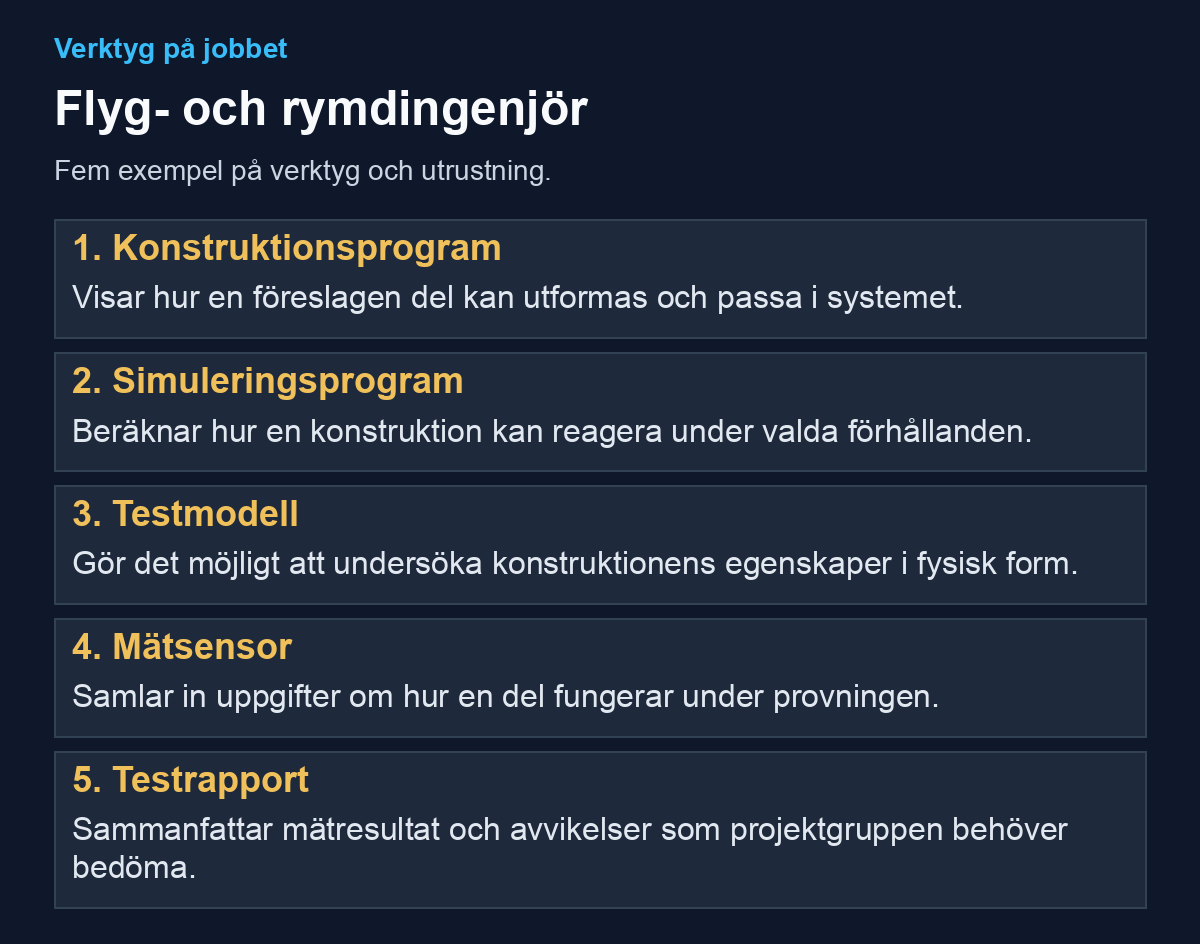 Verktyg på jobbet
Flyg- och rymdingenjör
Fem exempel på verktyg och utrustning.
1. Konstruktionsprogram
Visar hur en föreslagen del kan utformas och passa i systemet.
2. Simuleringsprogram
Beräknar hur en konstruktion kan reagera under valda förhållanden.
3. Testmodell
Gör det möjligt att undersöka konstruktionens egenskaper i fysisk form.
4. Mätsensor
Samlar in uppgifter om hur en del fungerar under provningen.
5. Testrapport
Sammanfattar mätresultat och avvikelser som projektgruppen behöver
bedöma.